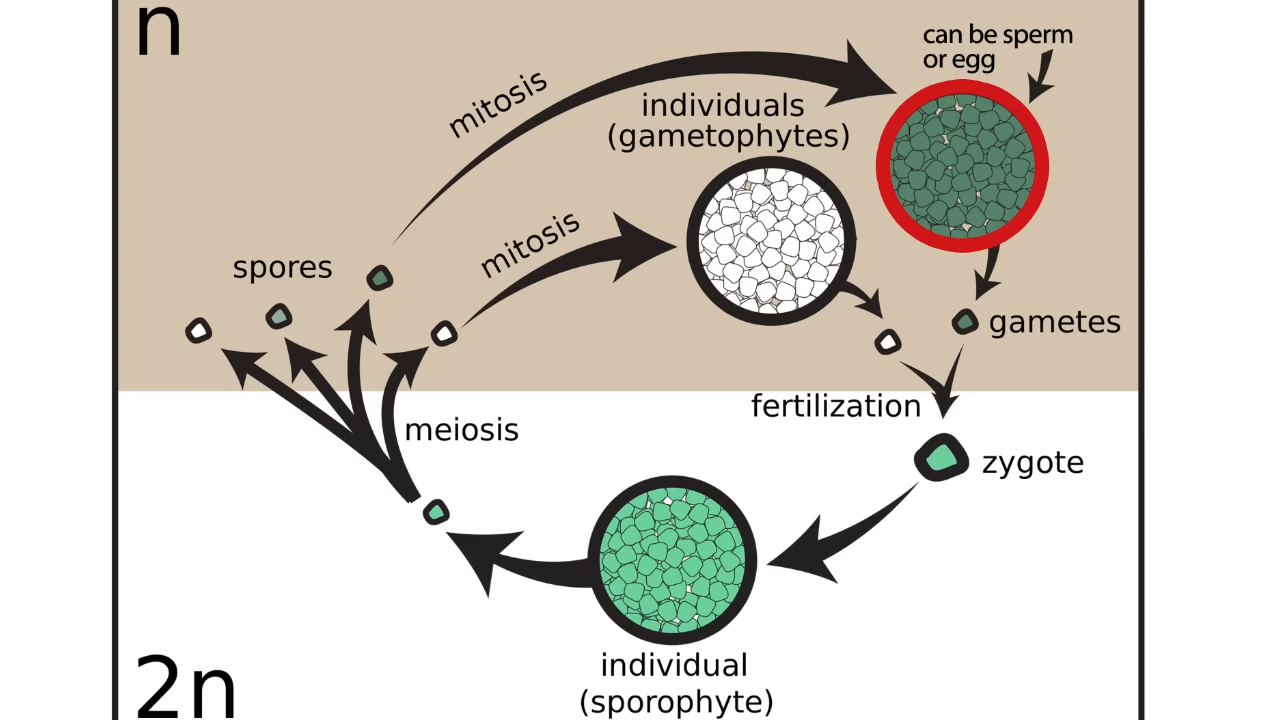 n
can be sperm
or egg
mitosis
individuals
(gametophytes)
mitosis
spores
gametes
fertilization
meiosis
zygote
individual
(sporophyte)
2n